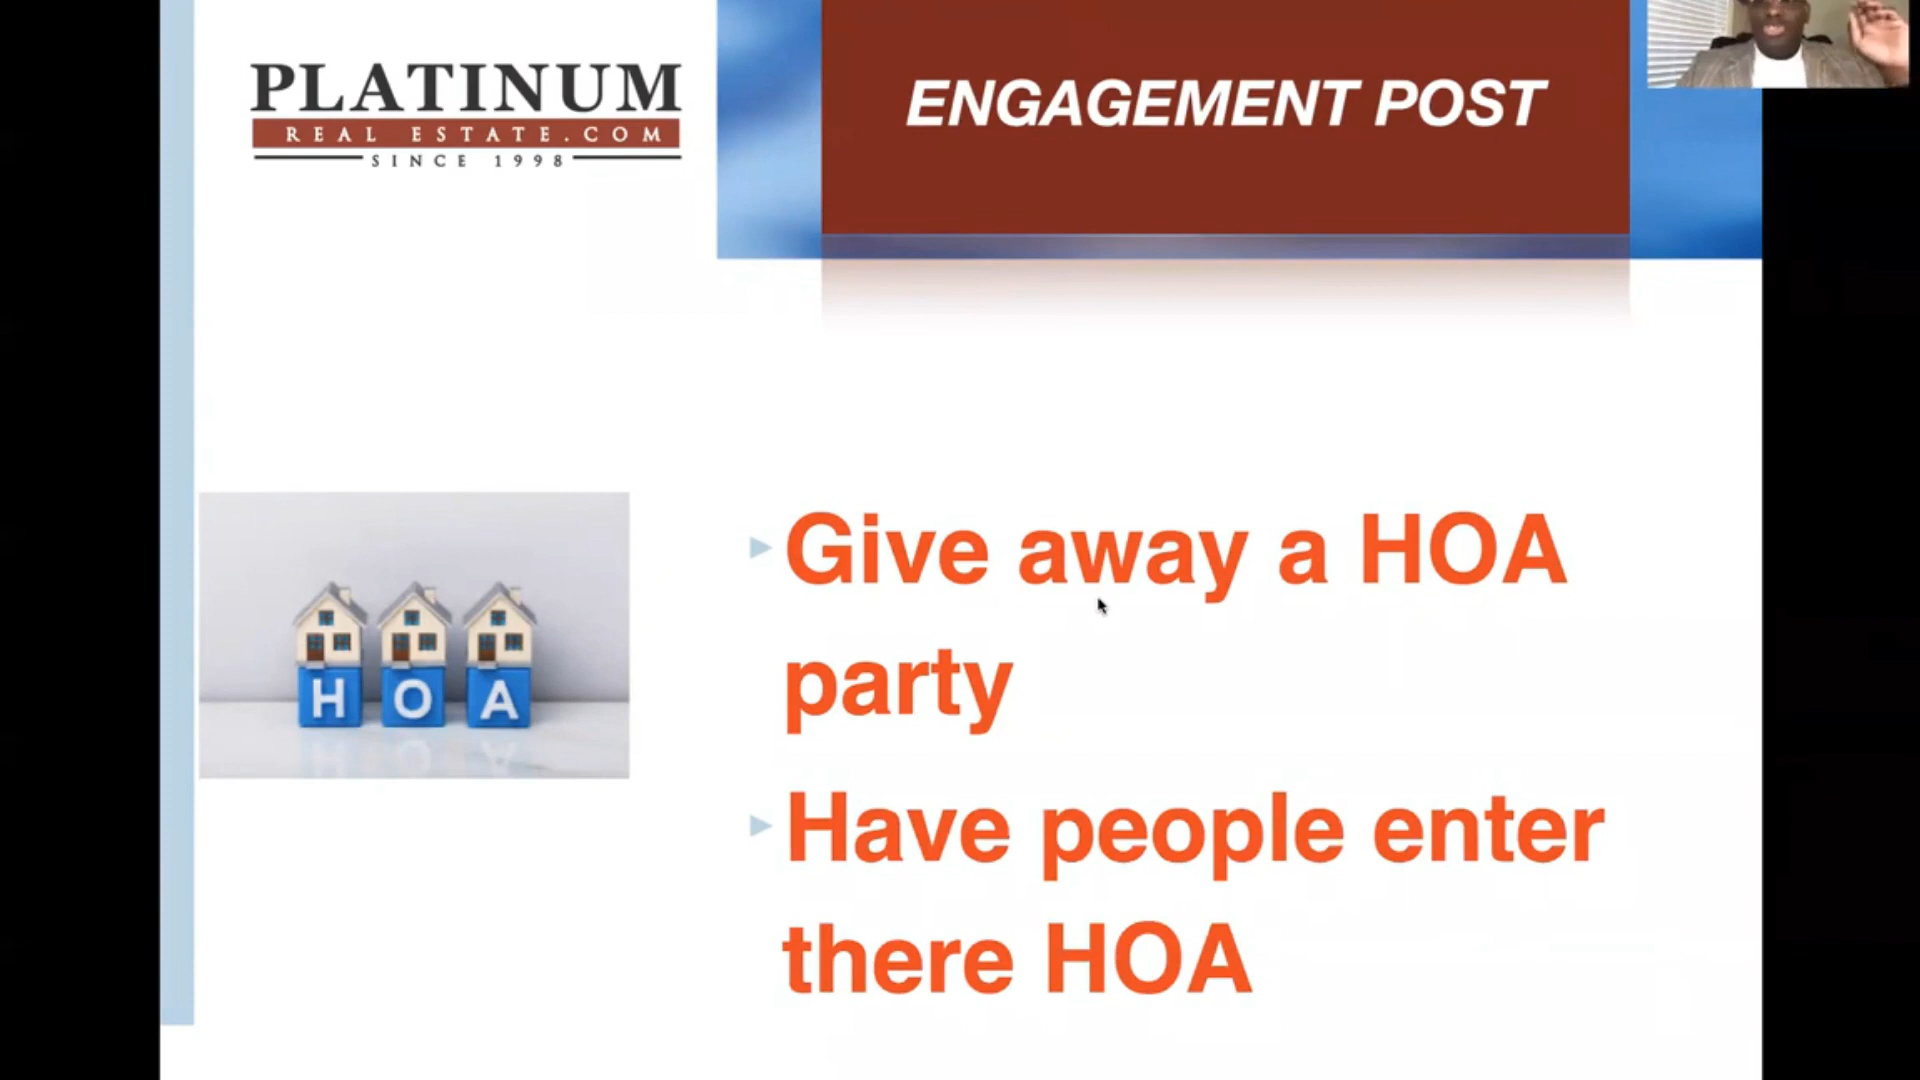 PLATINUM
REAL ESTATE.COM
SINCE 1998
ENGAGEMENT POST
H O A
Give away a HOA
party
Have people enter
there HOA